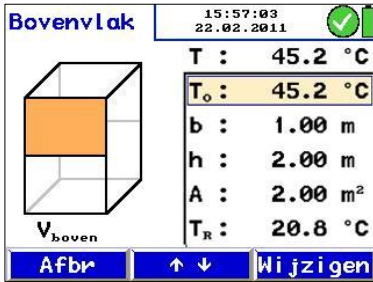 Bovenvlak
15:57:03
22.02.2011
T : 45.2 °C
To : 45.2 °C
b : 1.00 m
h : 2.00 m
A : 2.00 m²
TR : 20.8 °C
Vboven
Afbr ↑ ↓ Wijzigen